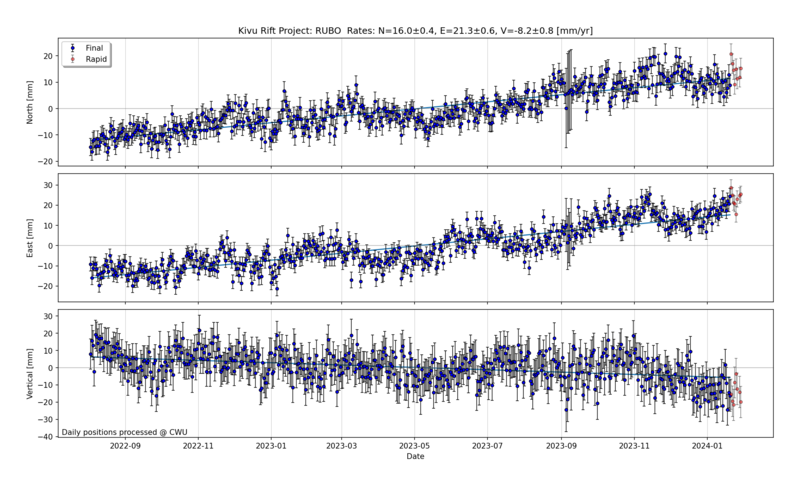 Kivu Rift Project: RUBO Rates: N=16.0±0.4, E=21.3±0.6, V=-8.2±0.8 [mm/yr]
Final
Rapid
North [mm]
20
10
0
−10
−20
East [mm]
30
20
10
0
−10
−20
Vertical [mm]
30
20
10
0
−10
−20
−30
−40
Daily positions processed @ CWU
2022-09 2022-11 2023-01 2023-03 2023-05 2023-07 2023-09 2023-11 2024-01
Date